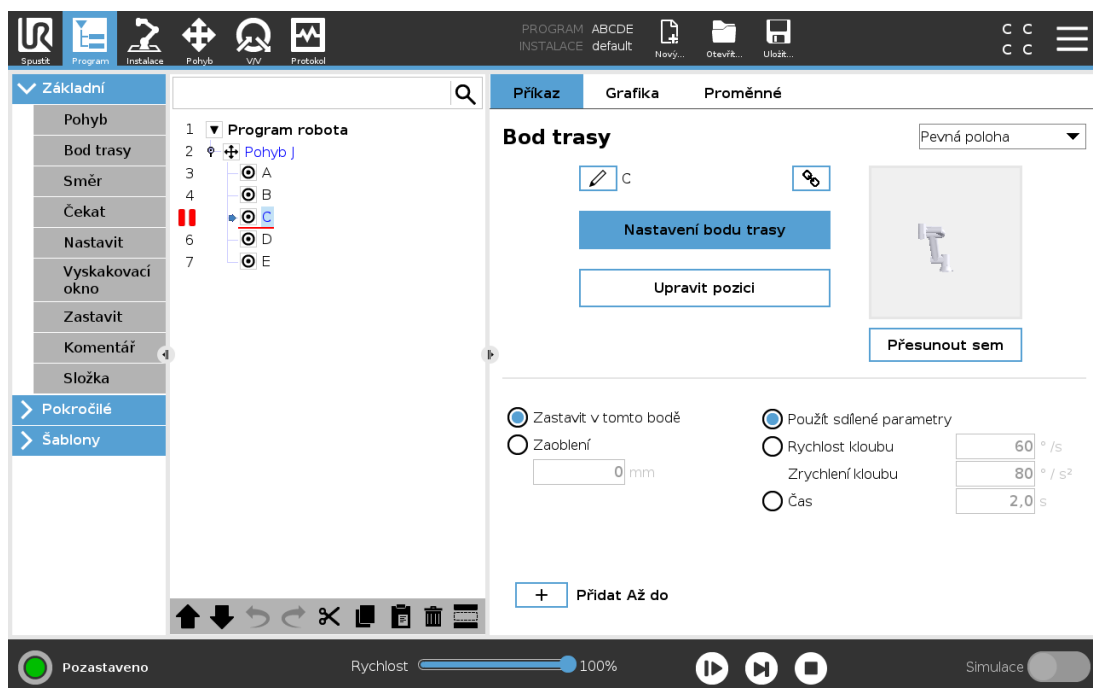 UR
PROGRAM ABCDE
INSTALACE default
C C
C C
Spustit Program Instalace Pohyb V/V Protokol Nový... Otevřít... Uložit...
Základní
Pohyb
Bod trasy
Směr
Čekat
Nastavit
Vyskakovací
okno
Zastavit
Komentář
Složka
Pokročilé
Šablony
1 Program robota
2 Pohyb J
3 A
4 B
C
6 D
7 E
Příkaz Grafika Proměnné
Bod trasy
Pevná poloha
C
Nastavení bodu trasy
Upravit pozici
Přesunout sem
Zastavit v tomto bodě
Zaoblení
0 mm
Použít sdílené parametry
Rychlost kloubu 60 ° /s
Zrychlení kloubu 80 ° / s²
Čas 2,0 s
+ Přidat Až do
Pozastaveno
Rychlost 100%
Simulace